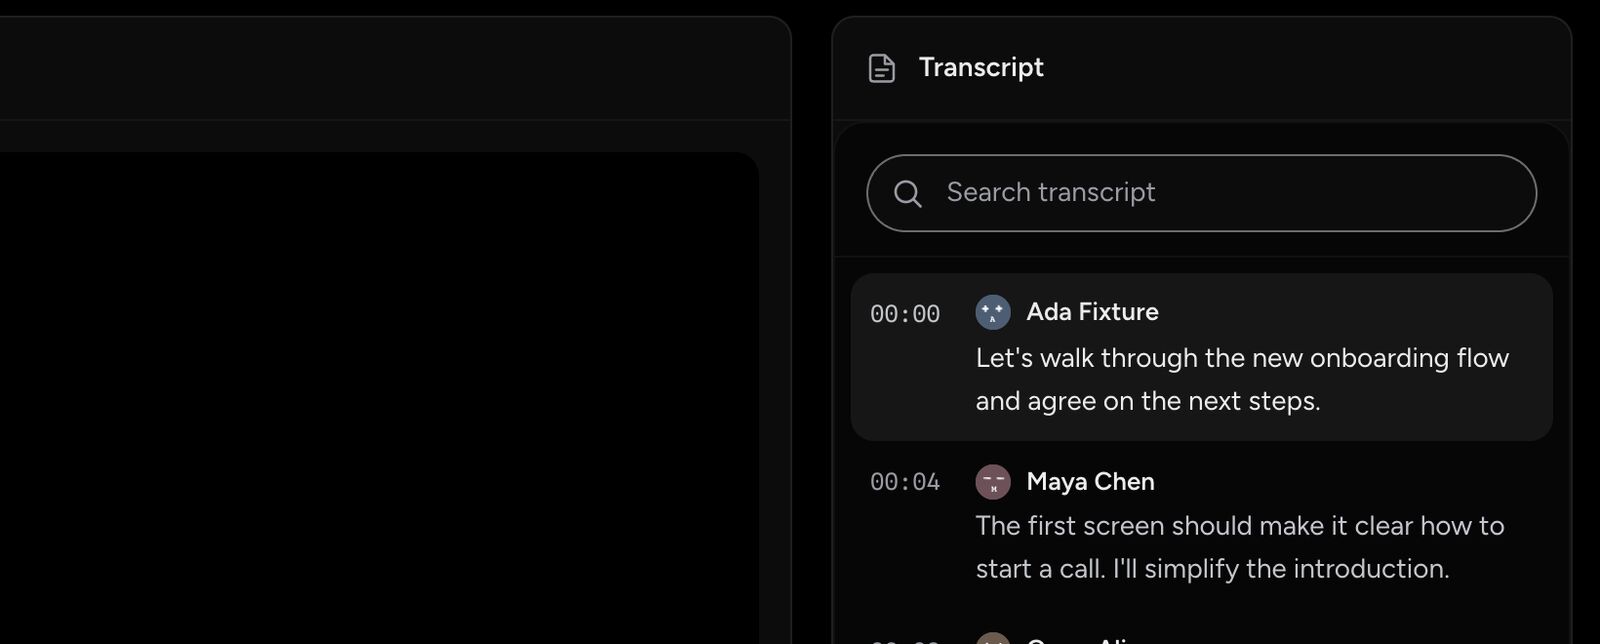 Transcript
Search transcript
00:00 Ada Fixture
Let's walk through the new onboarding flow
and agree on the next steps.
00:04 Maya Chen
The first screen should make it clear how to
start a call. I'll simplify the introduction.